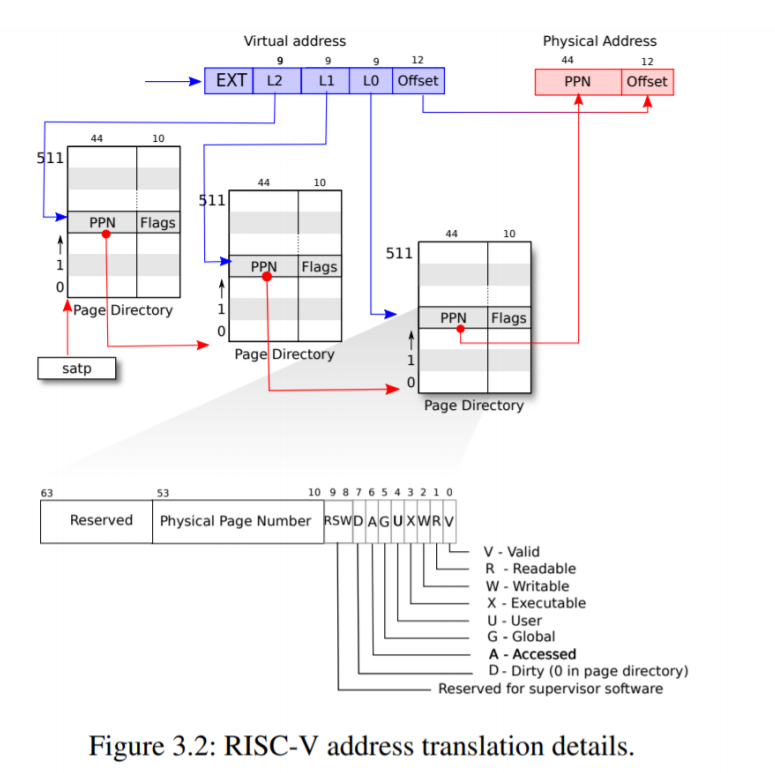 Virtual address
Physical Address
9 9 9 12
44 12
EXT L2 L1 L0 Offset
PPN Offset
44 10
511
PPN Flags
1
0
Page Directory
satp
44 10
511
PPN Flags
1
0
Page Directory
44 10
511
PPN Flags
1
0
Page Directory
63 53 10 9 8 7 6 5 4 3 2 1 0
Reserved Physical Page Number RSW D A G U X W R V
V - Valid
R - Readable
W - Writable
X - Executable
U - User
G - Global
A - Accessed
D - Dirty (0 in page directory)
Reserved for supervisor software
Figure 3.2: RISC-V address translation details.